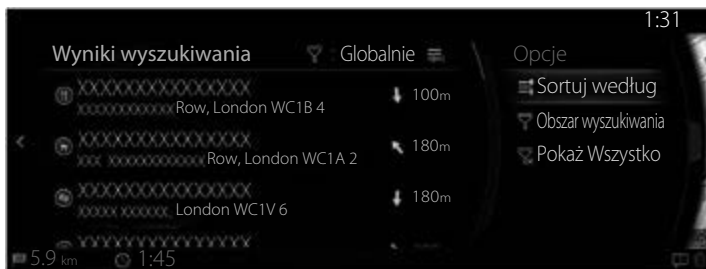 1:31
Wyniki wyszukiwania Globalnie
Opcje
XXXXXXXXXXXXXXX
XXXXXXXXXXXX Row, London WC1B 4
100m
XXXXXXXXXXXXXXX
XXX XXXXXXXXXXXX Row, London WC1A 2
180m
XXXXXXXXXXXXXXX
XXXXX XXXXXX, London WC1V 6
180m
XXXXXXXXXXXXXXX
Sortuj według
Obszar wyszukiwania
Pokaż Wszystko
5.9 km 1:45